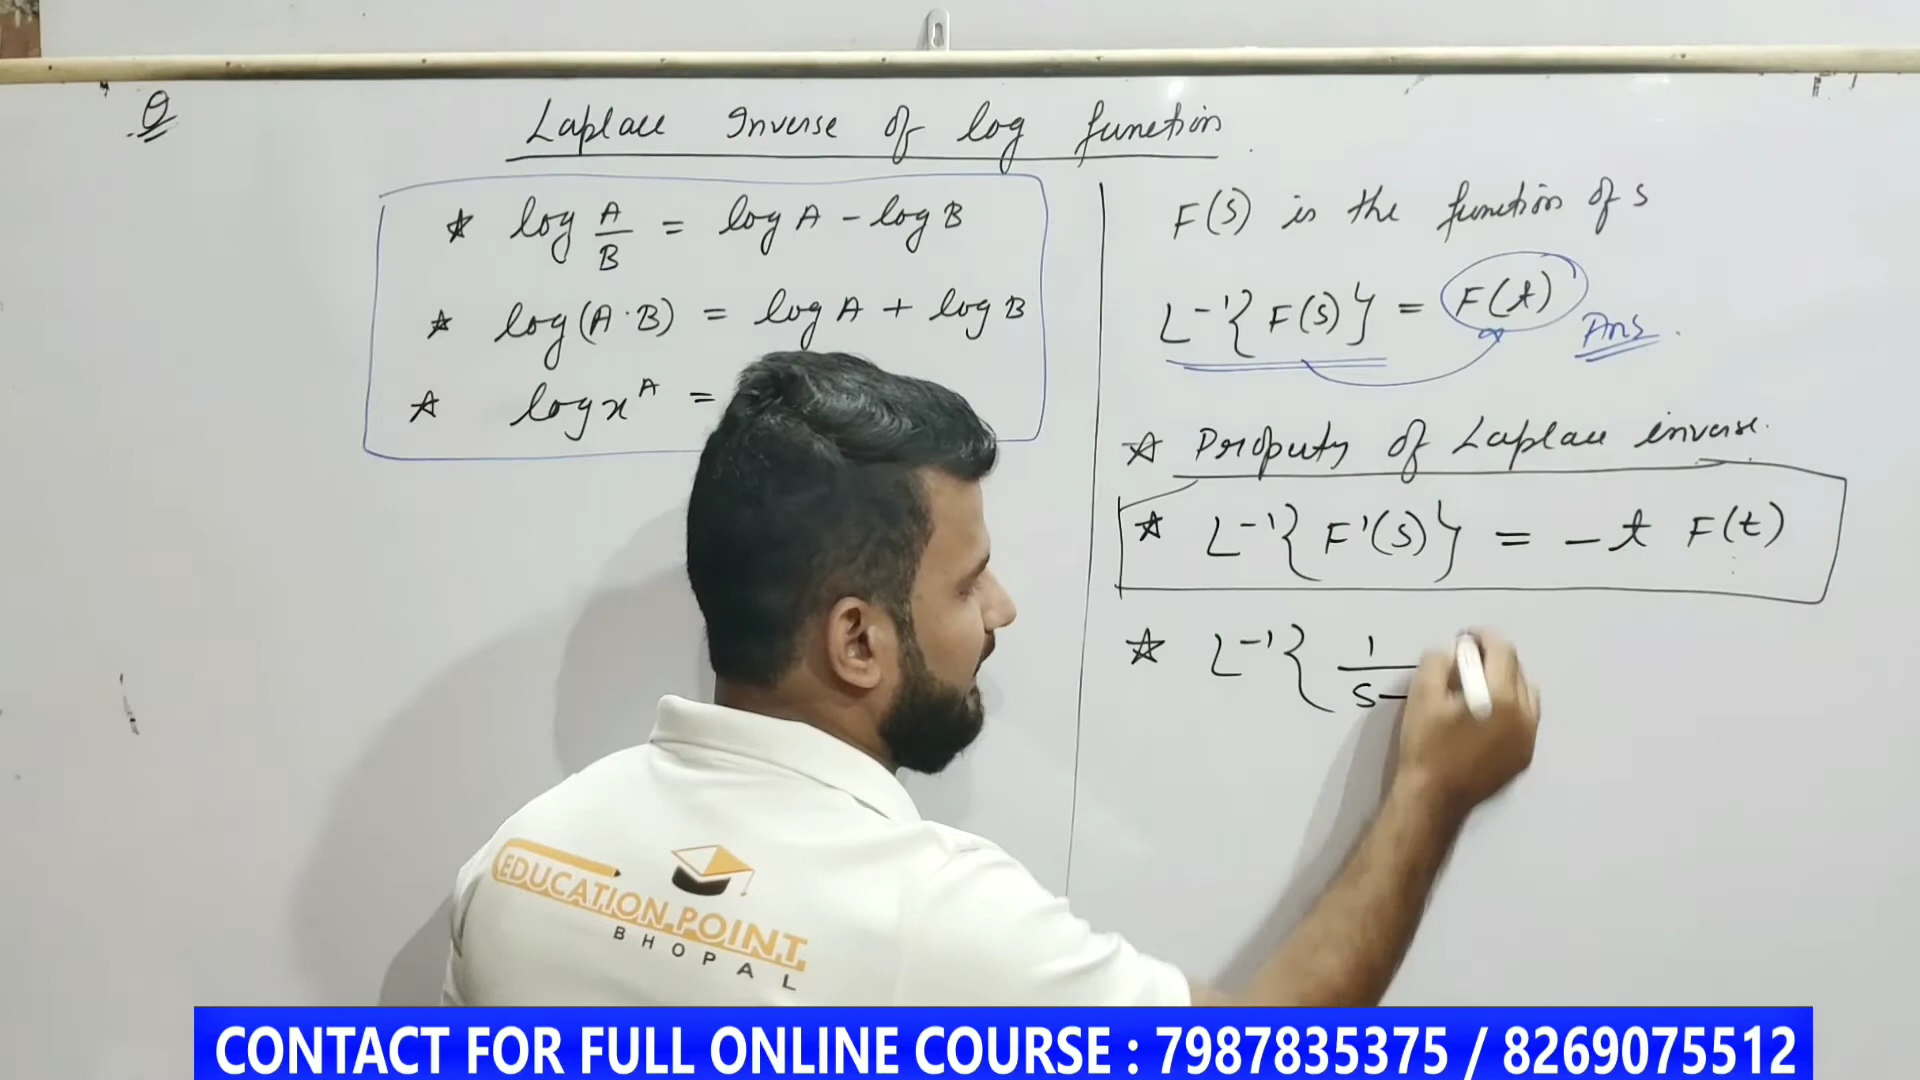 Q
Laplace Inverse of log function
★ log A/B = log A - log B
★ log(A·B) = log A + log B
★ log x^A =
F(s) is the function of s
L⁻¹{F(s)} = F(t)
Ans.
★ Property of Laplace inverse.
★ L⁻¹{F'(s)} = -t F(t)
★ L⁻¹{ 1/s-
EDUCATION POINT
BHOPAL
CONTACT FOR FULL ONLINE COURSE : 7987835375 / 8269075512